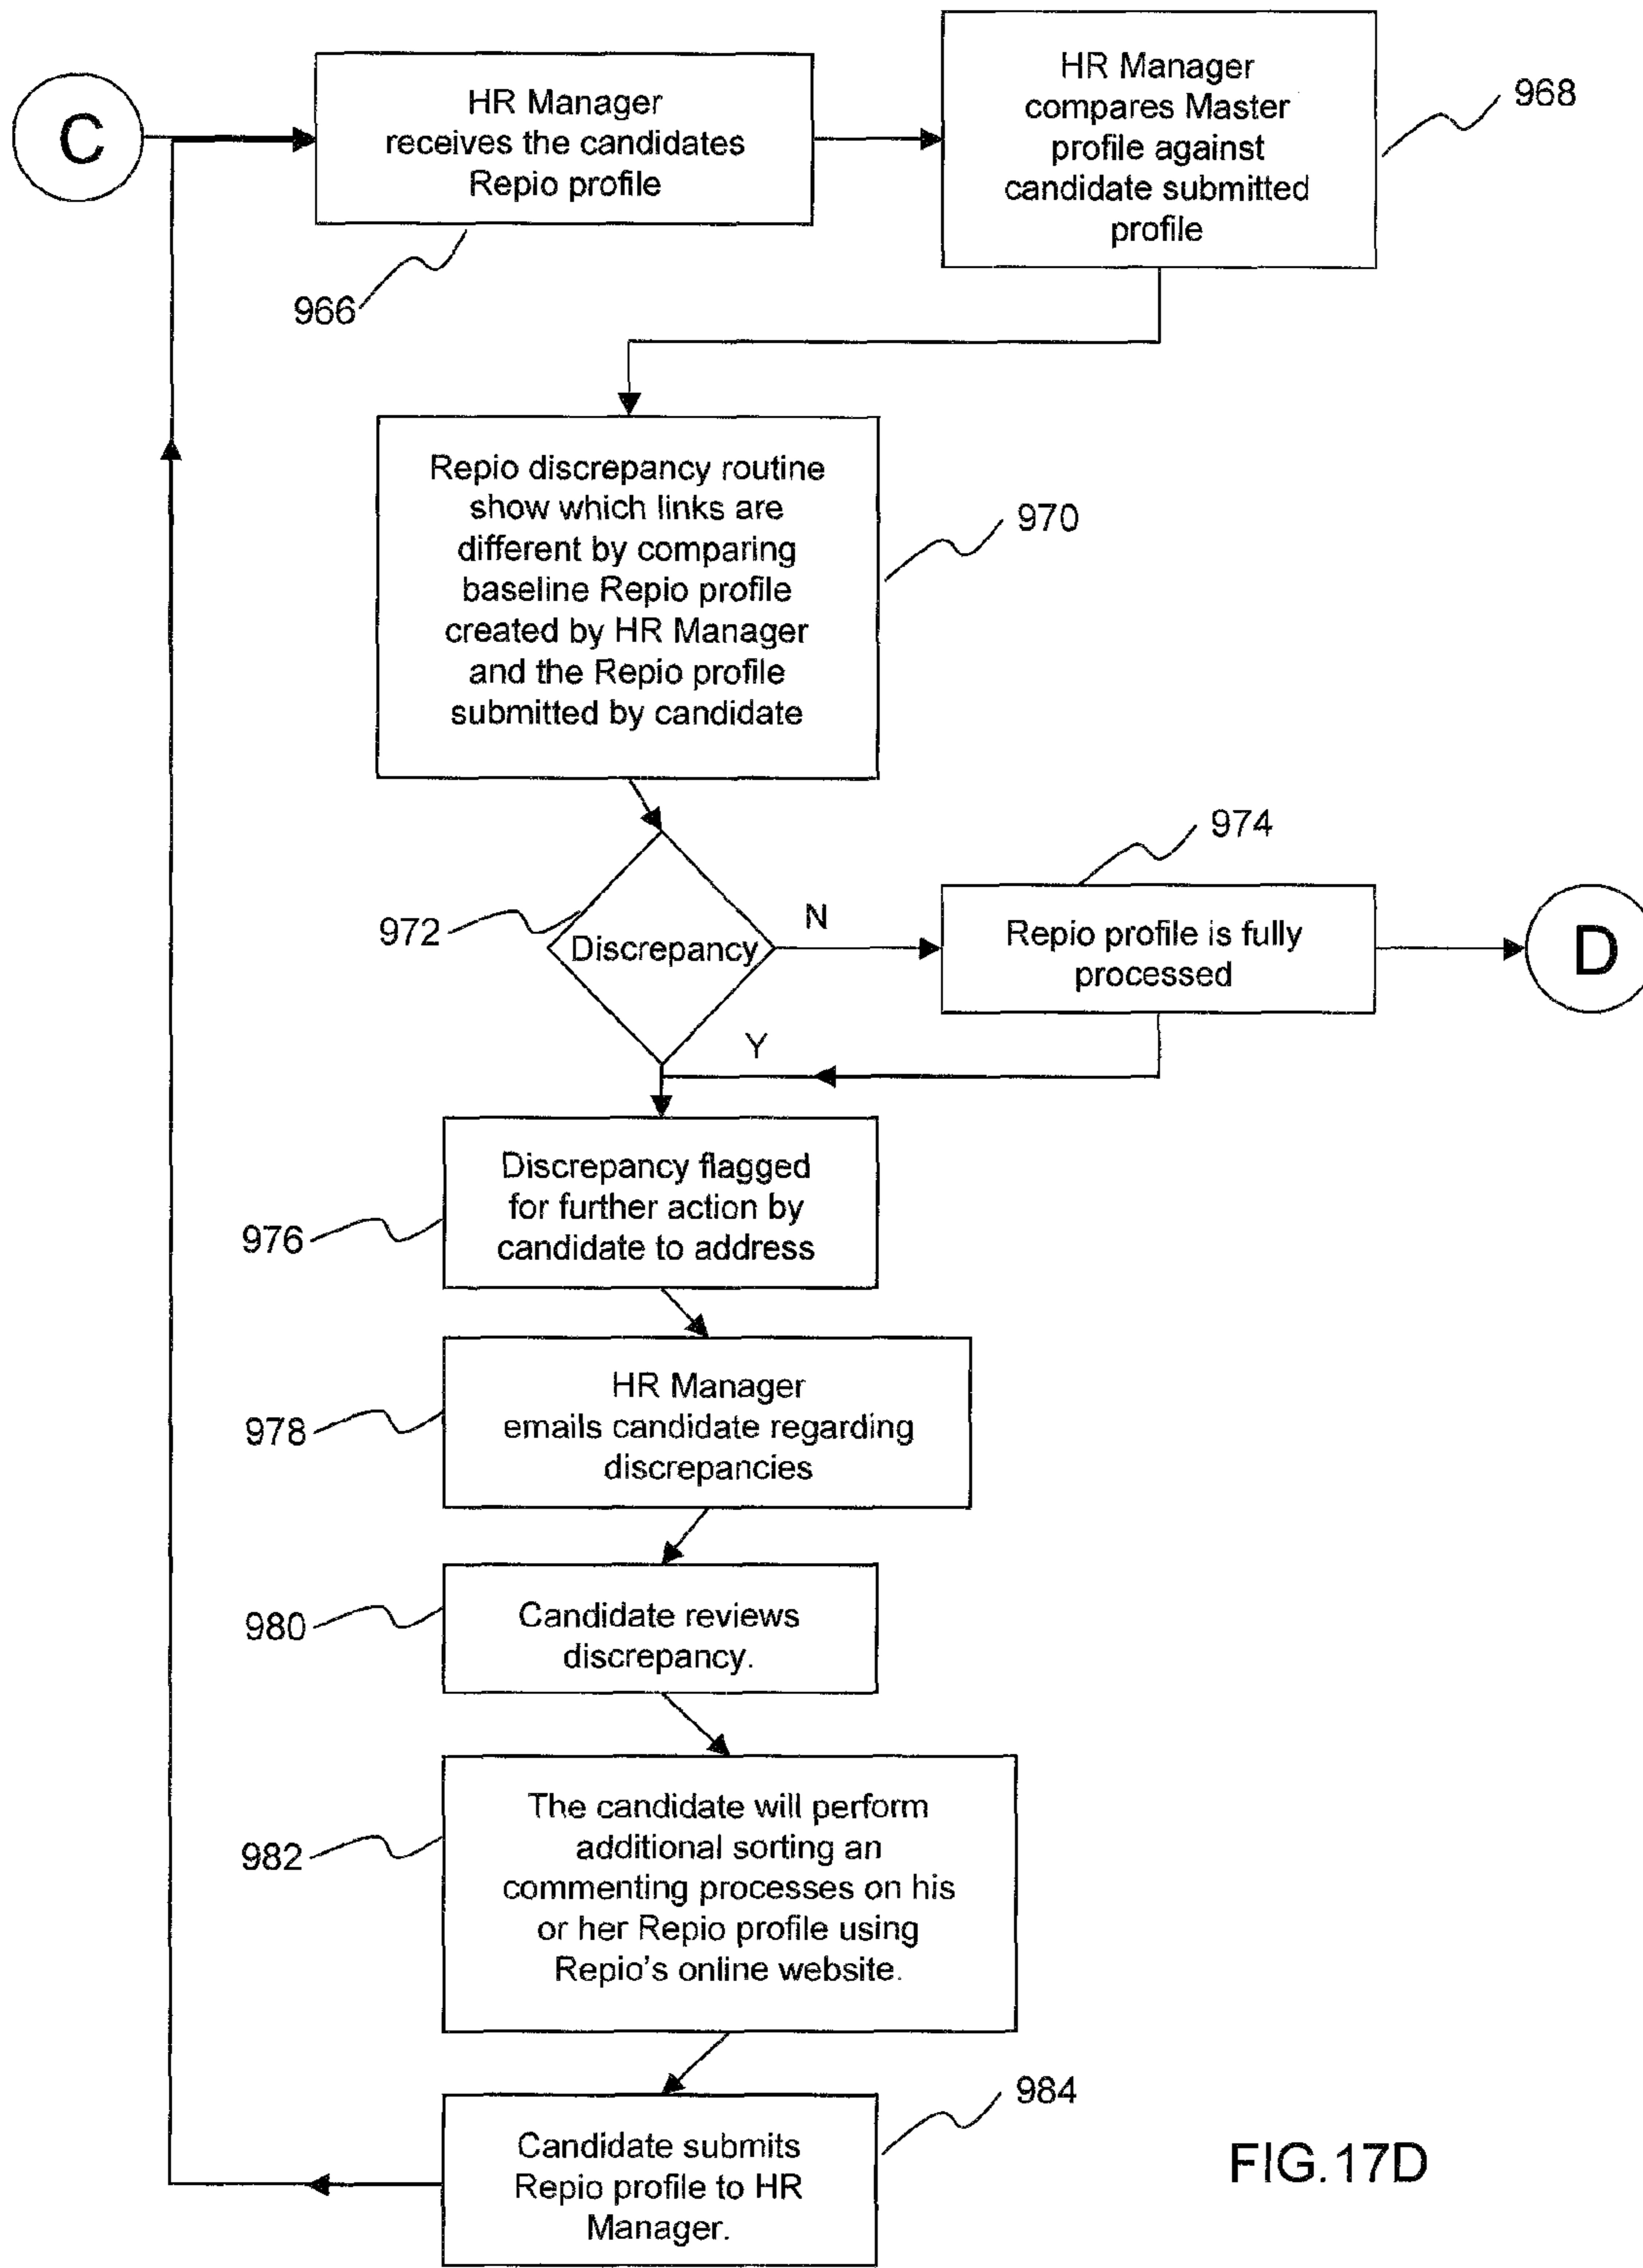 C
HR Manager
receives the candidates
Repio profile
966
HR Manager
compares Master
profile against
candidate submitted
profile
968
Repio discrepancy routine
show which links are
different by comparing
baseline Repio profile
created by HR Manager
and the Repio profile
submitted by candidate
970
972
Discrepancy
N
Y
974
Repio profile is fully
processed
D
976
Discrepancy flagged
for further action by
candidate to address
978
HR Manager
emails candidate regarding
discrepancies
980
Candidate reviews
discrepancy.
982
The candidate will perform
additional sorting an
commenting processes on his
or her Repio profile using
Repio's online website.
984
Candidate submits
Repio profile to HR
Manager.
FIG.17D